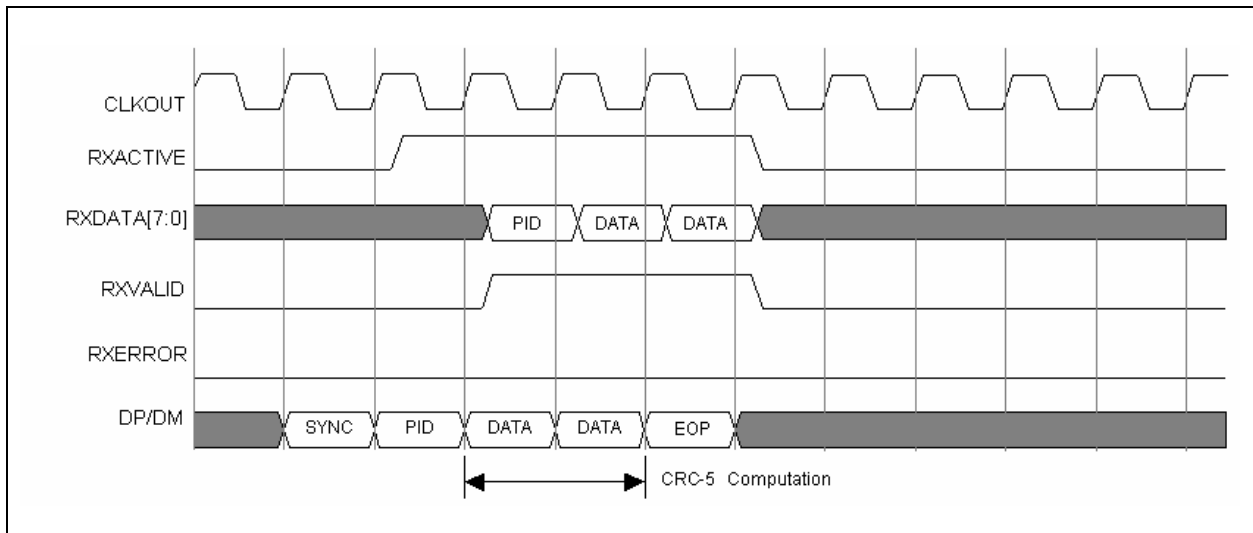 CLKOUT
RXACTIVE
RXDATA[7:0]
PID DATA DATA
RXVALID
RXERROR
DP/DM
SYNC PID DATA DATA EOP
CRC-5 Computation